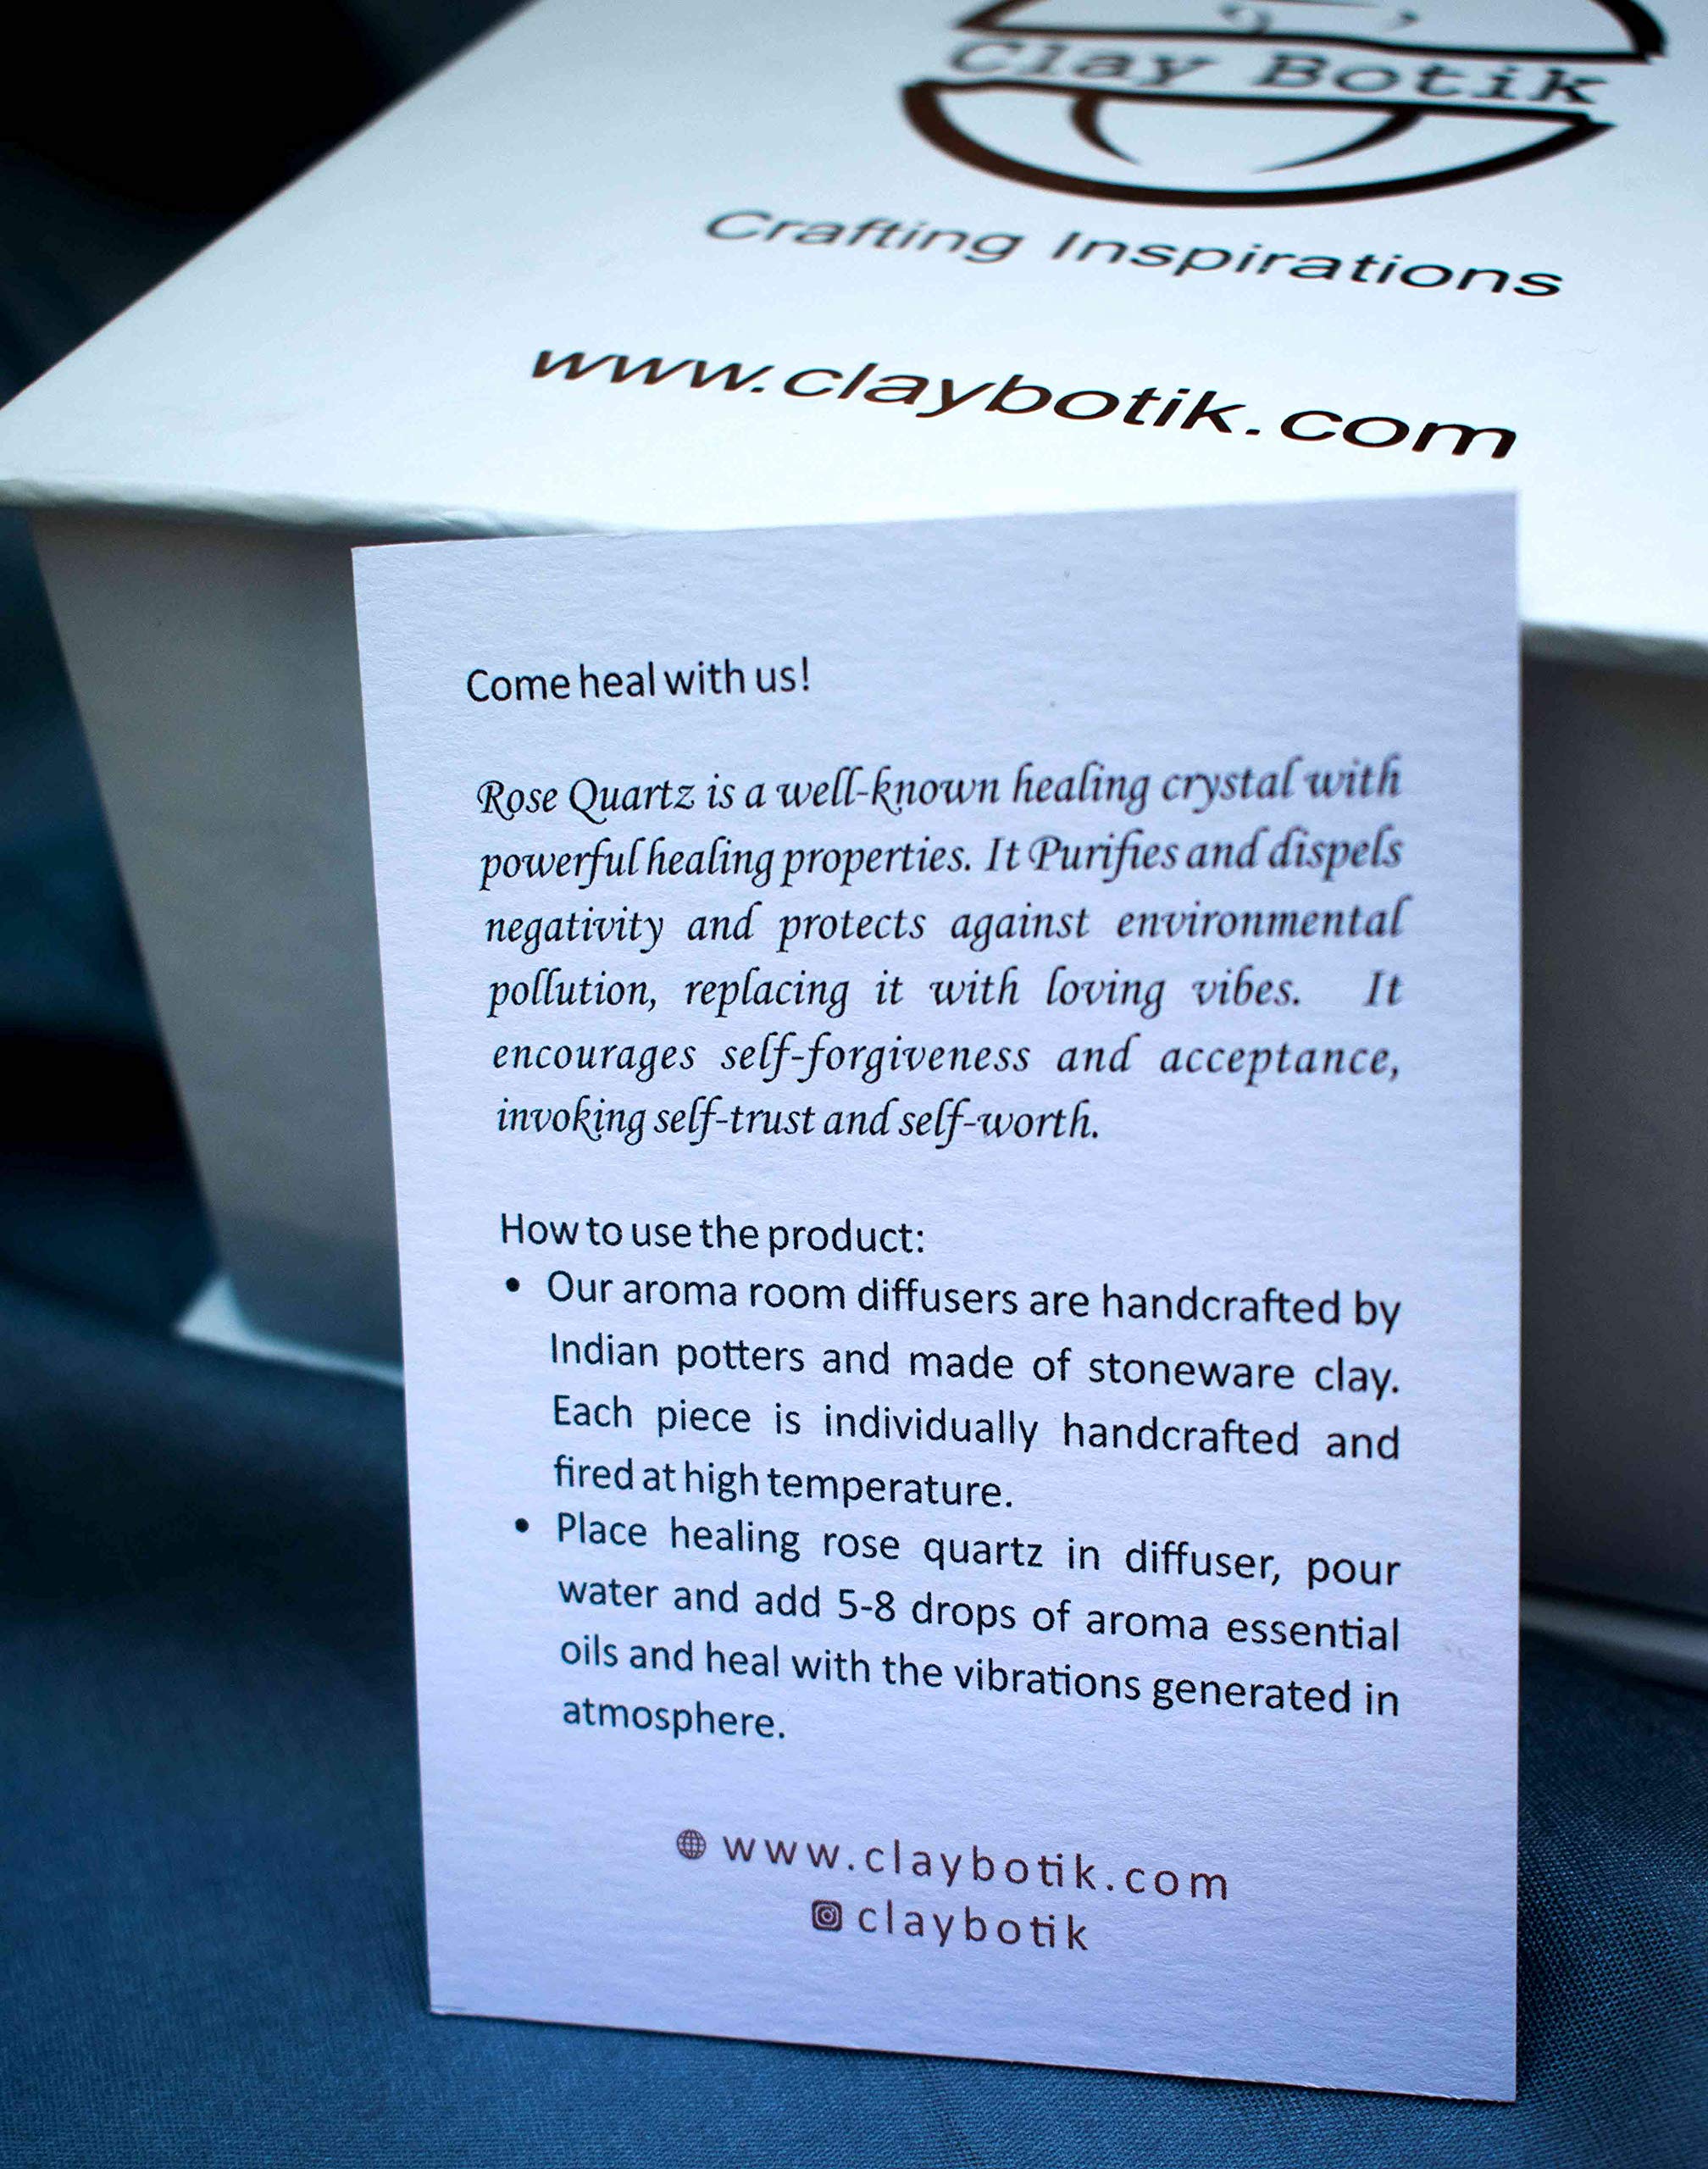 Clay Botik
Crafting Inspirations
www.claybotik.com
Come heal with us!
Rose Quartz is a well-known healing crystal with
powerful healing properties. It Purifies and dispels
negativity and protects against environmental
pollution, replacing it with loving vibes. It
encourages self-forgiveness and acceptance,
invoking self-trust and self-worth.
How to use the product:
• Our aroma room diffusers are handcrafted by
Indian potters and made of stoneware clay.
Each piece is individually handcrafted and
fired at high temperature.
• Place healing rose quartz in diffuser, pour
water and add 5-8 drops of aroma essential
oils and heal with the vibrations generated in
atmosphere.
www.claybotik.com
claybotik